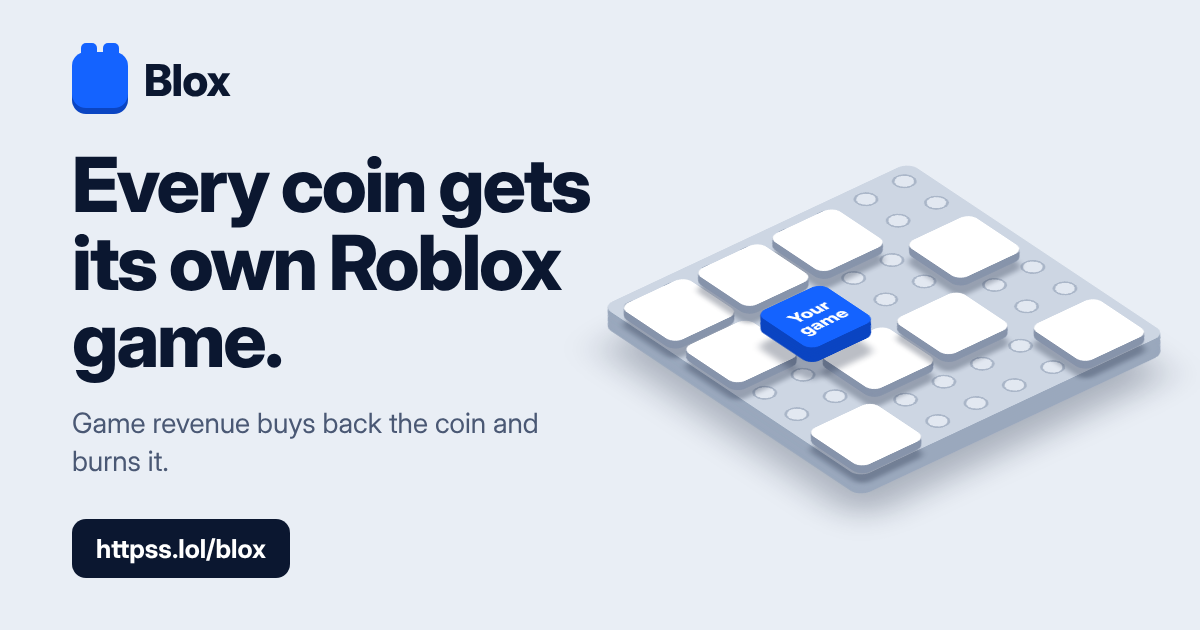 Blox
Every coin gets
its own Roblox
game.
Game revenue buys back the coin and
burns it.
httpss.lol/blox
Your
game